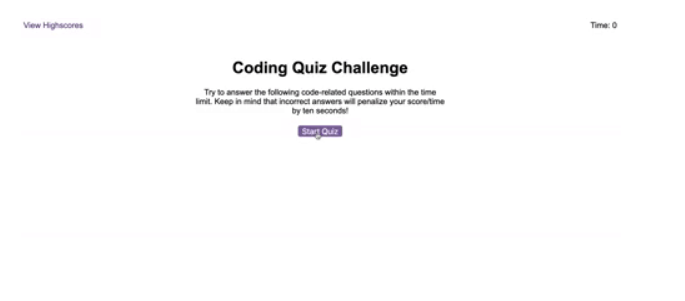 View Highscores
Time: 0
Coding Quiz Challenge
Try to answer the following code-related questions within the time
limit. Keep in mind that incorrect answers will penalize your score/time
by ten seconds!
Start Quiz